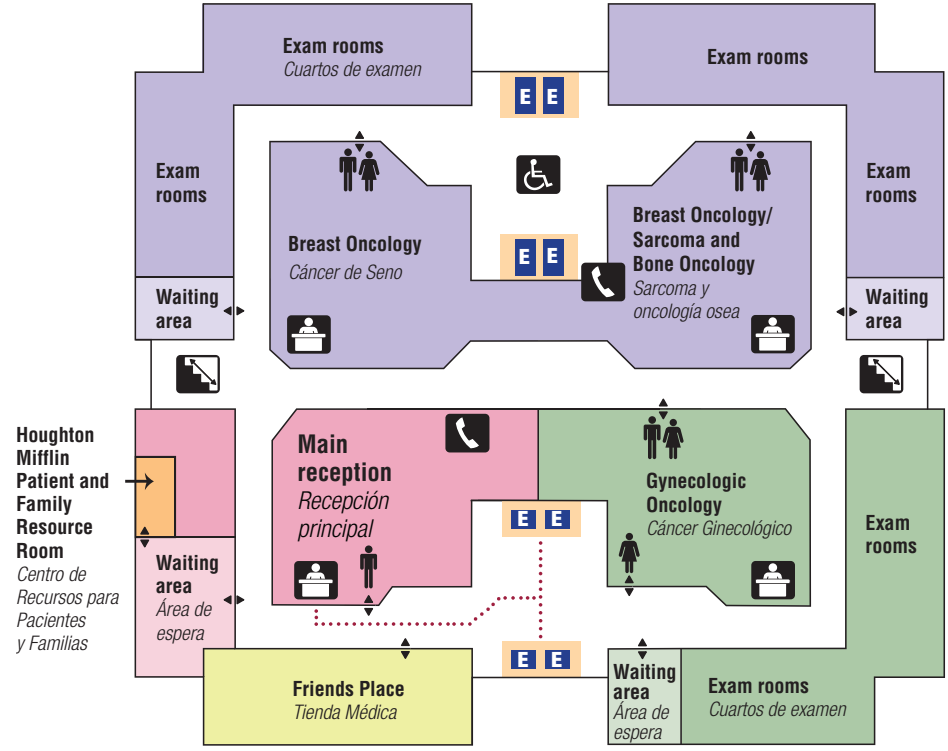 Exam rooms
Cuartos de examen
Exam rooms
E E
Exam
rooms
Exam
rooms
Breast Oncology
Cáncer de Seno
E E
Breast Oncology/
Sarcoma and
Bone Oncology
Sarcoma y
oncología osea
Waiting
area
Waiting
area
Houghton
Mifflin
Patient and
Family
Resource
Room
Centro de
Recursos para
Pacientes
y Familias
Main
reception
Recepción
principal
Gynecologic
Oncology
Cáncer Ginecológico
E E
Exam
rooms
Waiting
area
Área de
espera
E E
Friends Place
Tienda Médica
Waiting
area
Área de
espera
Exam rooms
Cuartos de examen